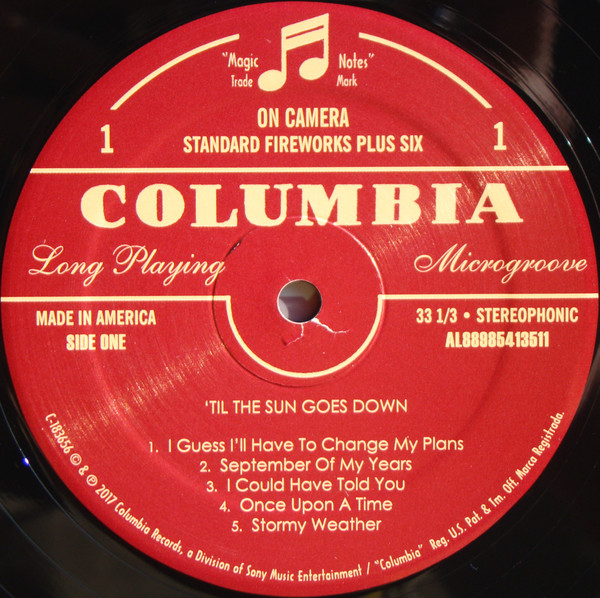 "Magic Notes"
Trade Mark
ON CAMERA
1 1
STANDARD FIREWORKS PLUS SIX
COLUMBIA
Long Playing Microgroove
MADE IN AMERICA 33 1/3 • STEREOPHONIC
SIDE ONE AL88985413511
'TIL THE SUN GOES DOWN
1. I Guess I'll Have To Change My Plans
2. September Of My Years
3. I Could Have Told You
4. Once Upon A Time
5. Stormy Weather
C-183656 © & ℗ 2017 Columbia Records, a Division of Sony Music Entertainment / "Columbia" Reg. U.S. Pat. & Tm. Off. Marca Registrada.